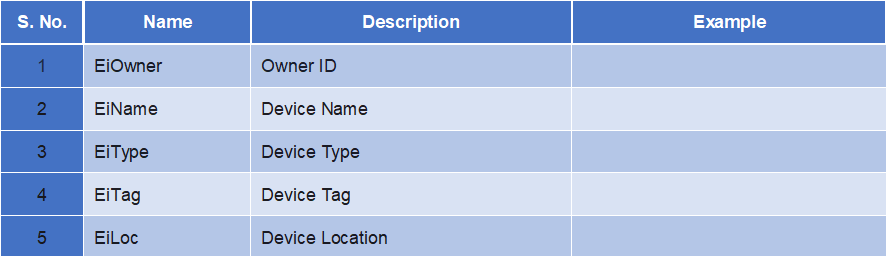 S. No. Name Description Example
1 EiOwner Owner ID
2 EiName Device Name
3 EiType Device Type
4 EiTag Device Tag
5 EiLoc Device Location